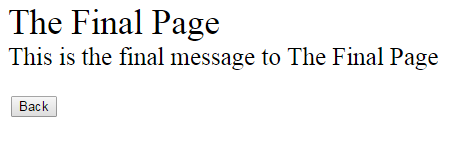 The Final Page
This is the final message to The Final Page
Back